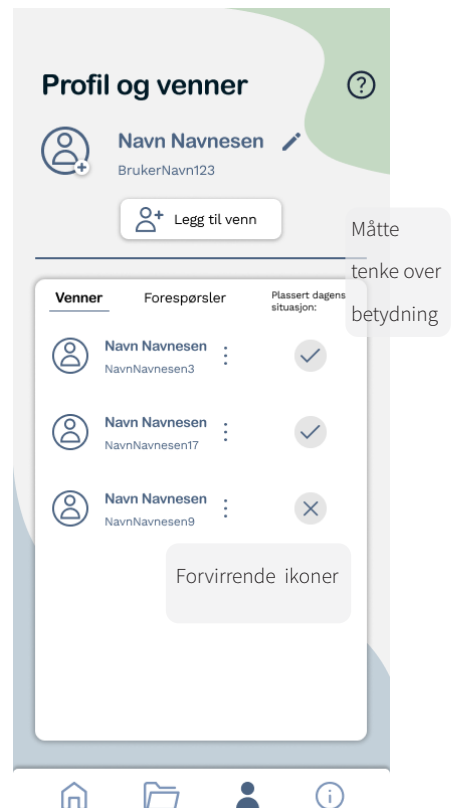 Profil og venner
Navn Navnesen
BrukerNavn123
Legg til venn
Måtte
tenke over
betydning
Venner
Forespørsler
Plassert dagens
situasjon:
Navn Navnesen
NavnNavnesen3
Navn Navnesen
NavnNavnesen17
Navn Navnesen
NavnNavnesen9
Forvirrende ikoner